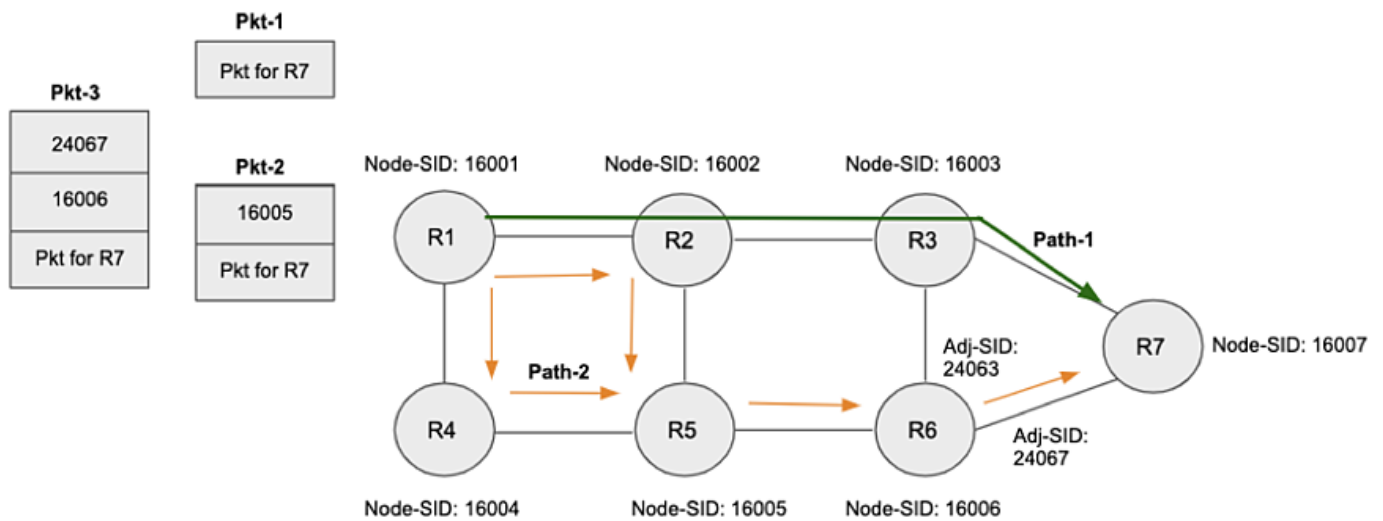 Pkt-1
Pkt for R7
Pkt-3
24067
16006
Pkt for R7
Pkt-2
16005
Pkt for R7
Node-SID: 16001
Node-SID: 16002
Node-SID: 16003
R1
R2
R3
Path-1
R7
Node-SID: 16007
Adj-SID:
24063
Path-2
R4
R5
R6
Adj-SID:
24067
Node-SID: 16004
Node-SID: 16005
Node-SID: 16006